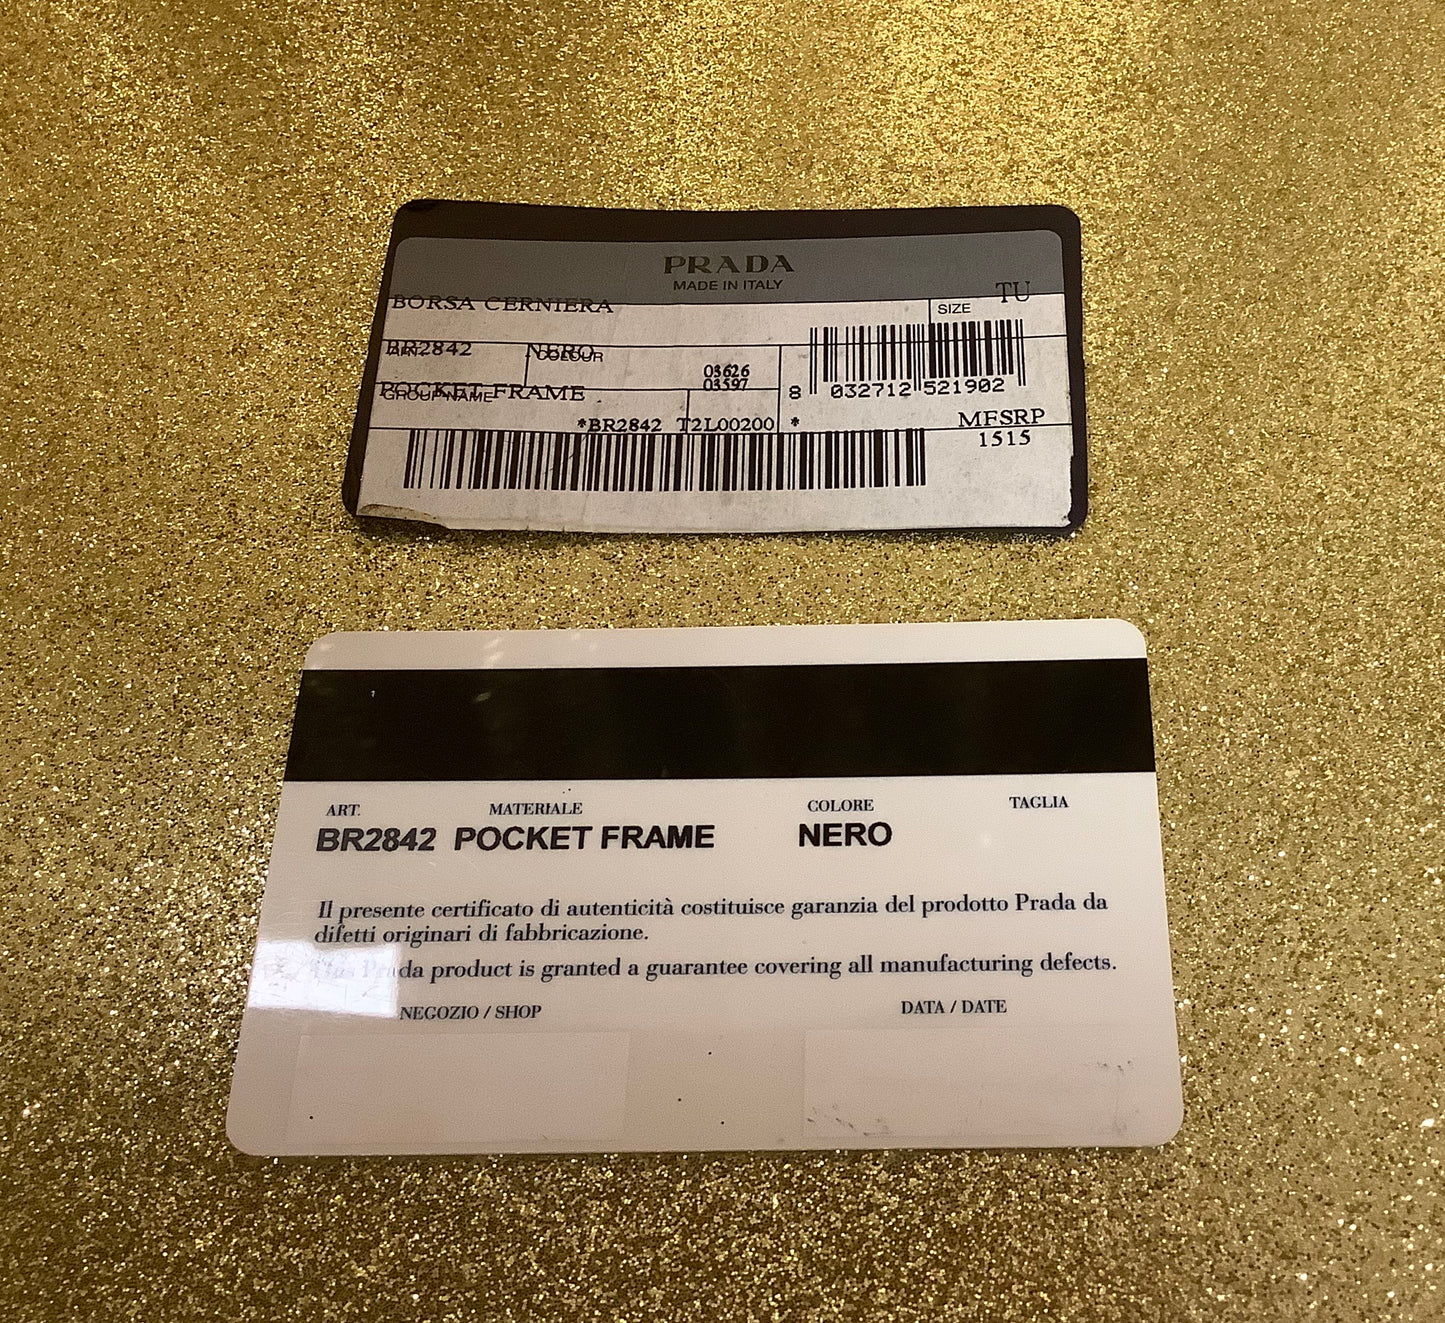 PRADA
MADE IN ITALY
BORSA CERNIERA
SIZE TU
BR2842 NERO
COLOUR
03626
03597
POCKET FRAME
GROUP NAME
8 032712 521902
*BR2842 T2L00200 *
MFSRP
1515
ART. MATERIALE COLORE TAGLIA
BR2842 POCKET FRAME NERO
Il presente certificato di autenticità costituisce garanzia del prodotto Prada da
difetti originari di fabbricazione.
This Prada product is granted a guarantee covering all manufacturing defects.
NEGOZIO / SHOP DATA / DATE